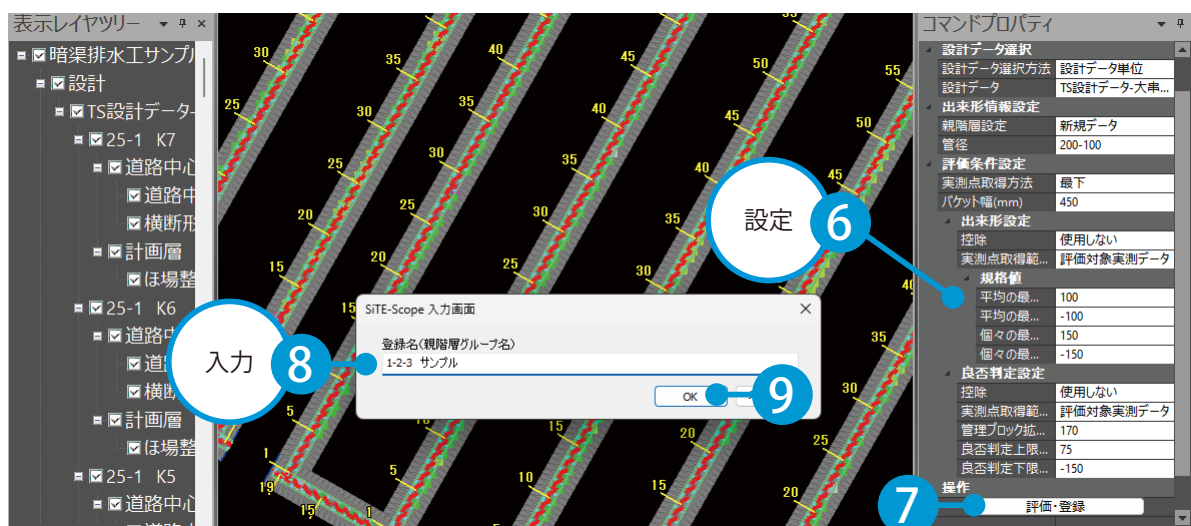 表示レイヤツリー
暗渠排水工サンプル
設計
TS設計データ-
25-1 K7
道路中心
道路中
横断形
計画層
ほ場整
25-1 K6
道路中
道
横断
計画層
ほ場整
25-1 K5
道路中心
30
35
40
45
50
55
35
25
30
35
40
45
50
25
30
35
40
45
20
25
30
35
40
15
20
25
30
35
15
30
5
15
20
25
1
5
10
15
20
19
15
1
設定
6
SiTE-Scope 入力画面
登録名(親階層グループ名)
1-2-3 サンプル
OK
入力
8
9
コマンドプロパティ
設計データ選択
設計データ選択方法 設計データ単位
設計データ TS設計データ-大串...
出来形情報設定
親階層設定 新規データ
管径 200-100
評価条件設定
実測点取得方法 最下
バケット幅(mm) 450
出来形設定
控除 使用しない
実測点取得範... 評価対象実測データ
規格値
平均の最... 100
平均の最... -100
個々の最... 150
個々の最... -150
良否判定設定
控除 使用しない
実測点取得範... 評価対象実測データ
管理ブロック拡... 170
良否判定上限... 75
良否判定下限... -150
操作
7
評価・登録